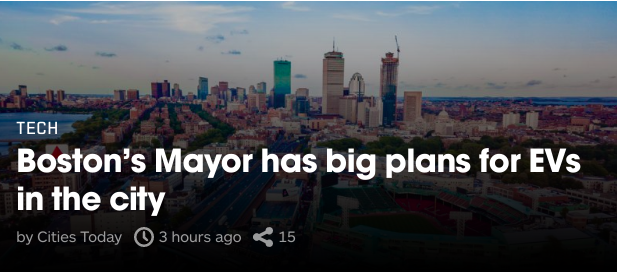 TECH
Boston's Mayor has big plans for EVs
in the city
by Cities Today 3 hours ago 15